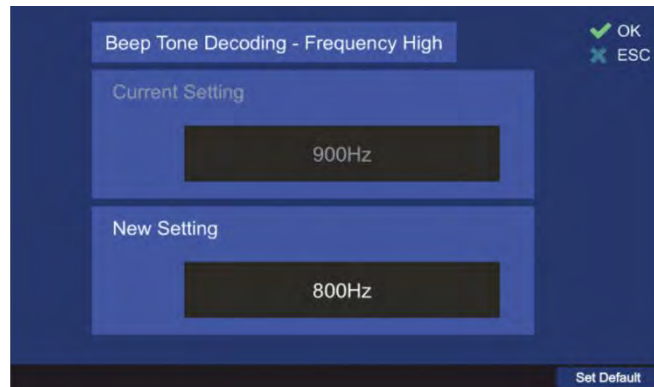 Beep Tone Decoding - Frequency High
OK
ESC
Current Setting
900Hz
New Setting
800Hz
Set Default